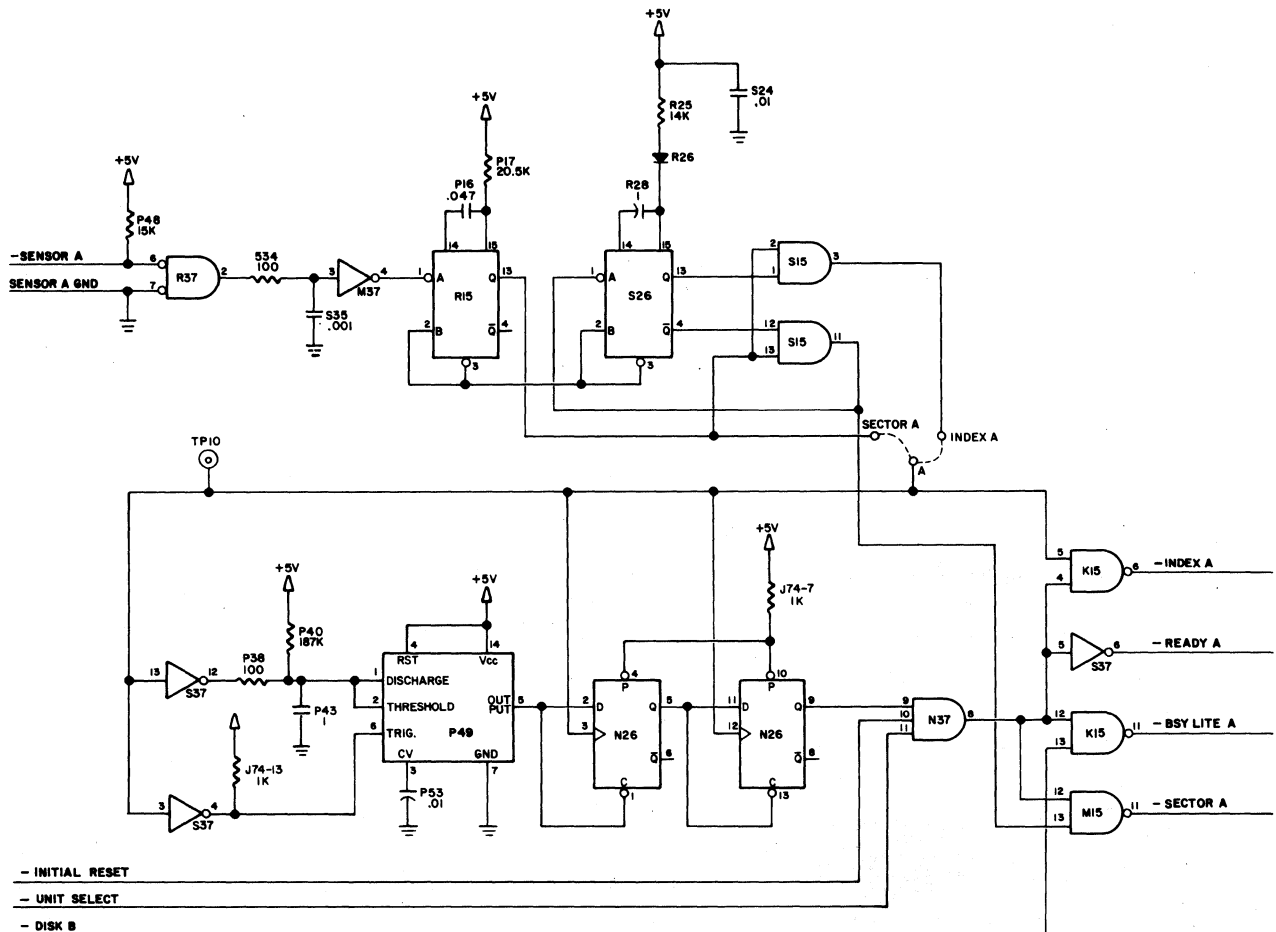 +5V
S24
.01
R25
14K
+5V
P17
20.5K
R26
+5V
P16
.047
R28
1
P48
15K
14
15
14
15
2
S15
3
1
-SENSOR A
6
R37
2
534
100
3
M37
4
1
A
R15
Q
13
1
A
S26
Q
13
SENSOR A GND
7
S35
.001
2
B
Q
4
2
B
Q
4
12
S15
11
13
3
3
SECTOR A
INDEX A
TP10
A
+5V
5
K15
6
- INDEX A
4
+5V
+5V
J74-7
1K
P40
187K
4
14
RST
Vcc
5
S37
6
- READY A
13
S37
12
P38
100
1
DISCHARGE
4
P
10
P
P43
1
2
THRESHOLD
OUT
PUT
5
2
D
Q
5
11
D
Q
9
9
10
11
N37
8
12
K15
11
- BSY LITE A
13
6
TRIG.
P49
3
N26
12
N26
CV
GND
Q
6
Q
8
J74-13
1K
3
7
C
1
C
13
P53
.01
12
M15
11
- SECTOR A
13
3
S37
4
- INITIAL RESET
- UNIT SELECT
- DISK B